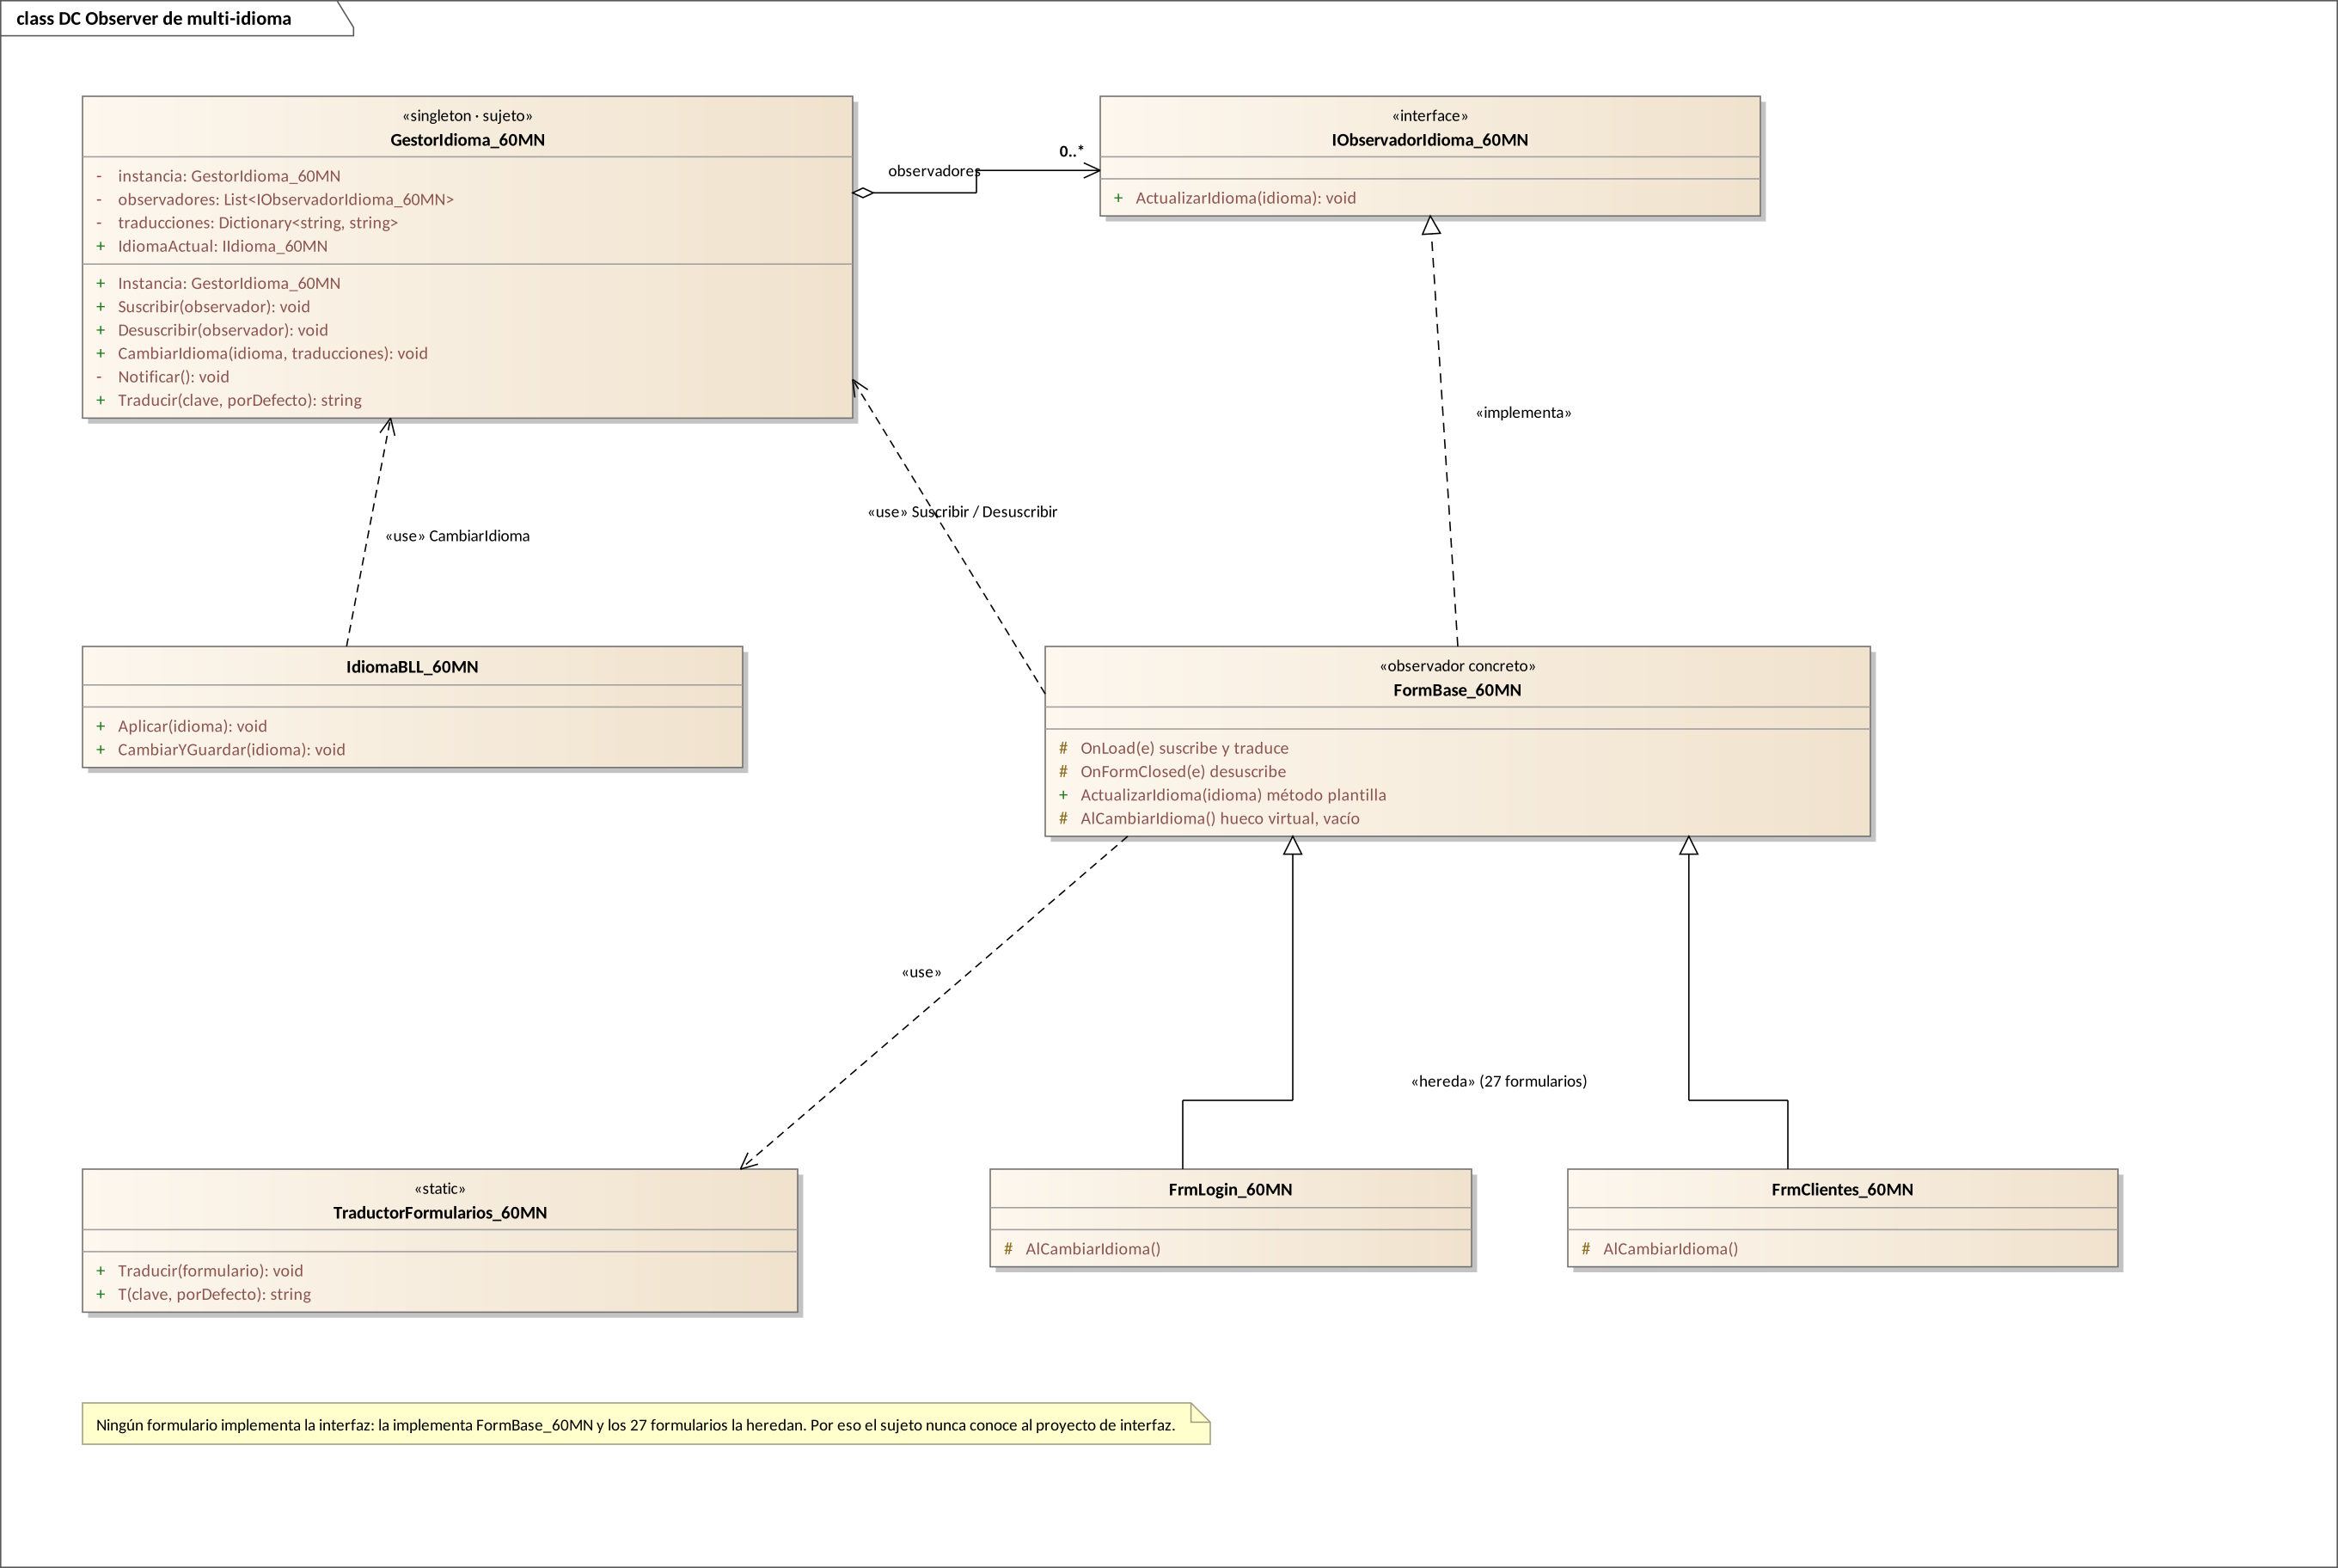 class DC Observer de multi-idioma
«singleton · sujeto»
GestorIdioma_60MN
- instancia: GestorIdioma_60MN
- observadores: List<IObservadorIdioma_60MN>
- traducciones: Dictionary<string, string>
+ IdiomaActual: IIdioma_60MN
+ Instancia: GestorIdioma_60MN
+ Suscribir(observador): void
+ Desuscribir(observador): void
+ CambiarIdioma(idioma, traducciones): void
- Notificar(): void
+ Traducir(clave, porDefecto): string
observadores
0..*
«interface»
IObservadorIdioma_60MN
+ ActualizarIdioma(idioma): void
«implementa»
«use» Suscribir / Desuscribir
«use» CambiarIdioma
IdiomaBLL_60MN
+ Aplicar(idioma): void
+ CambiarYGuardar(idioma): void
«observador concreto»
FormBase_60MN
# OnLoad(e) suscribe y traduce
# OnFormClosed(e) desuscribe
+ ActualizarIdioma(idioma) método plantilla
# AlCambiarIdioma() hueco virtual, vacío
«use»
«hereda» (27 formularios)
«static»
TraductorFormularios_60MN
+ Traducir(formulario): void
+ T(clave, porDefecto): string
FrmLogin_60MN
# AlCambiarIdioma()
FrmClientes_60MN
# AlCambiarIdioma()
Ningún formulario implementa la interfaz: la implementa FormBase_60MN y los 27 formularios la heredan. Por eso el sujeto nunca conoce al proyecto de interfaz.